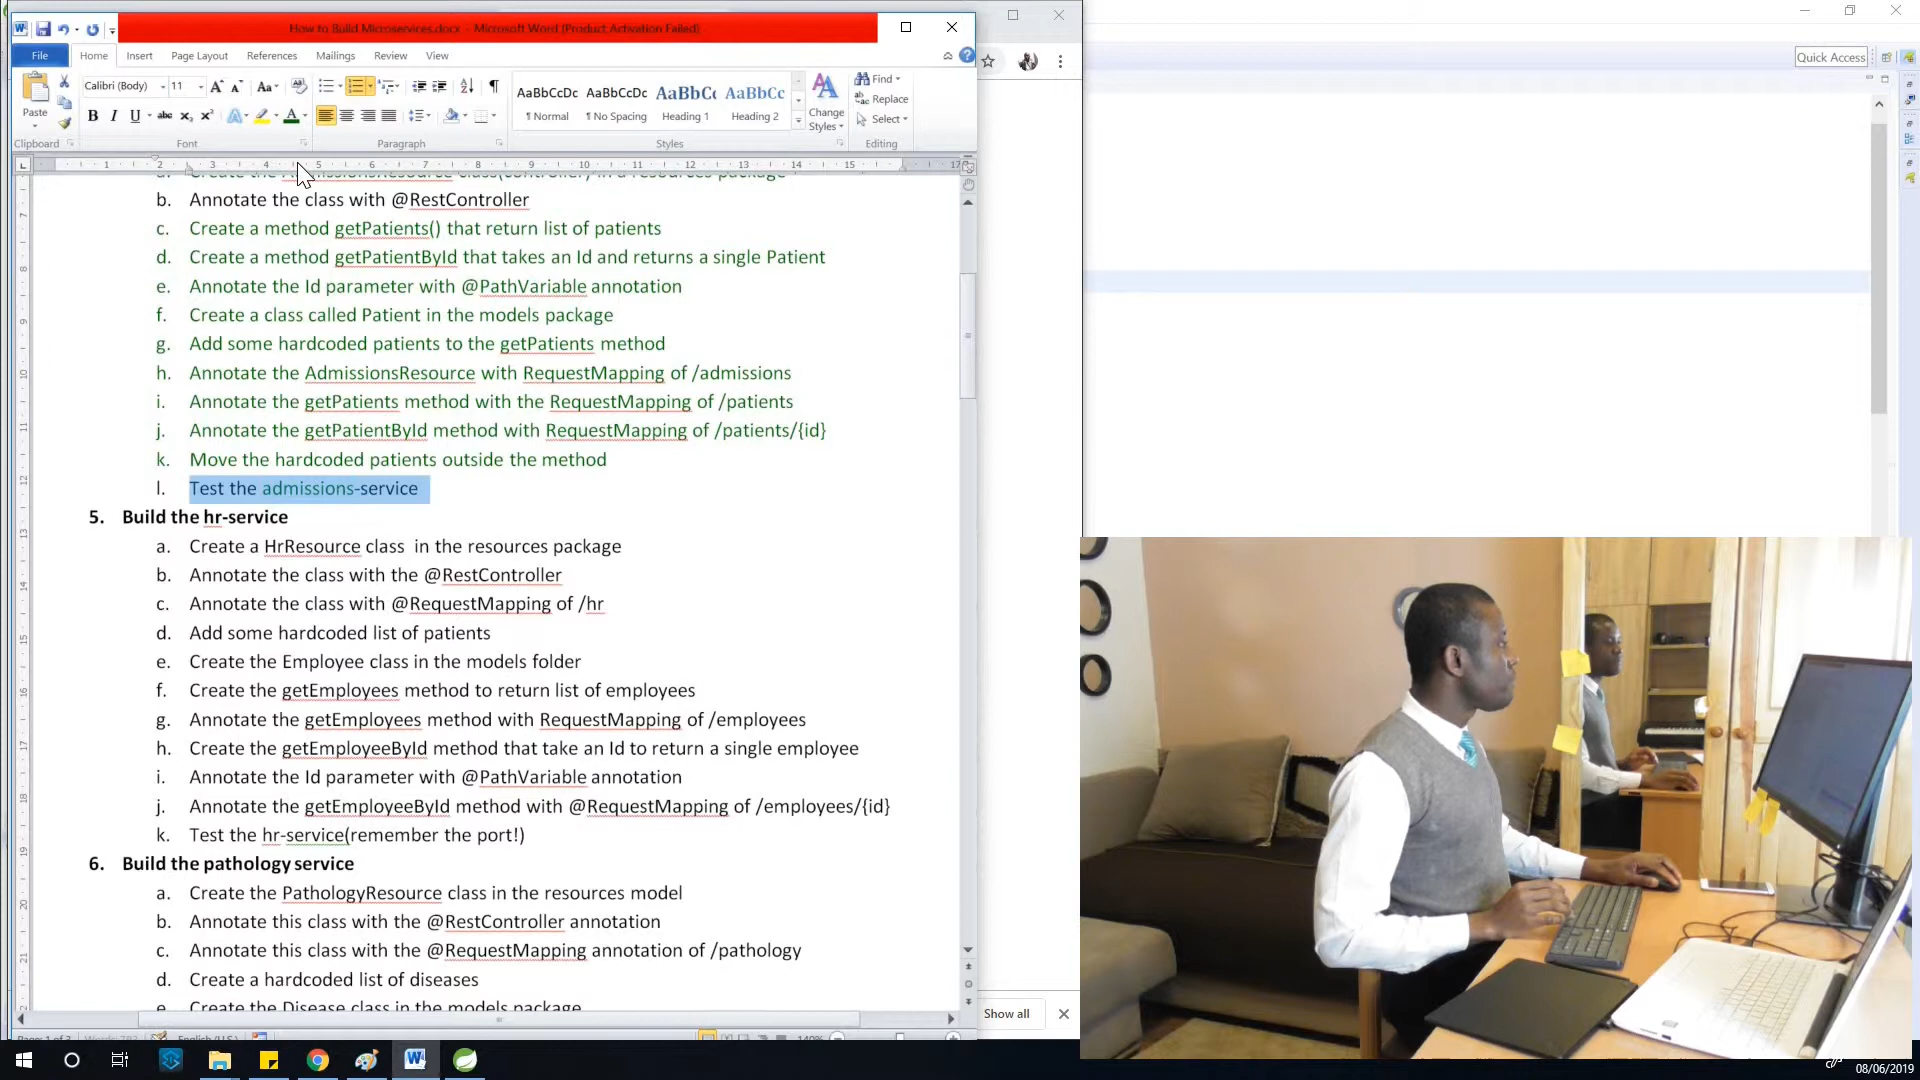 How to Build Microservices.docx - Microsoft Word (Product Activation Failed)
File Home Insert Page Layout References Mailings Review View
Quick Access
Calibri (Body) 11
Find
Replace
Select
Paste
B I U abc
AaBbCcDc AaBbCcDc AaBbCc AaBbCc
¶ Normal ¶ No Spacing Heading 1 Heading 2
Change
Styles
Clipboard Font Paragraph Styles Editing
b. Annotate the class with @RestController
c. Create a method getPatients() that return list of patients
d. Create a method getPatientById that takes an Id and returns a single Patient
e. Annotate the Id parameter with @PathVariable annotation
f. Create a class called Patient in the models package
g. Add some hardcoded patients to the getPatients method
h. Annotate the AdmissionsResource with RequestMapping of /admissions
i. Annotate the getPatients method with the RequestMapping of /patients
j. Annotate the getPatientById method with RequestMapping of /patients/{id}
k. Move the hardcoded patients outside the method
l. Test the admissions-service
5. Build the hr-service
a. Create a HrResource class in the resources package
b. Annotate the class with the @RestController
c. Annotate the class with @RequestMapping of /hr
d. Add some hardcoded list of patients
e. Create the Employee class in the models folder
f. Create the getEmployees method to return list of employees
g. Annotate the getEmployees method with RequestMapping of /employees
h. Create the getEmployeeById method that take an Id to return a single employee
i. Annotate the Id parameter with @PathVariable annotation
j. Annotate the getEmployeeById method with @RequestMapping of /employees/{id}
k. Test the hr-service(remember the port!)
6. Build the pathology service
a. Create the PathologyResource class in the resources model
b. Annotate this class with the @RestController annotation
c. Annotate this class with the @RequestMapping annotation of /pathology
d. Create a hardcoded list of diseases
e. Create the Disease class in the models package
Show all
08/06/2019